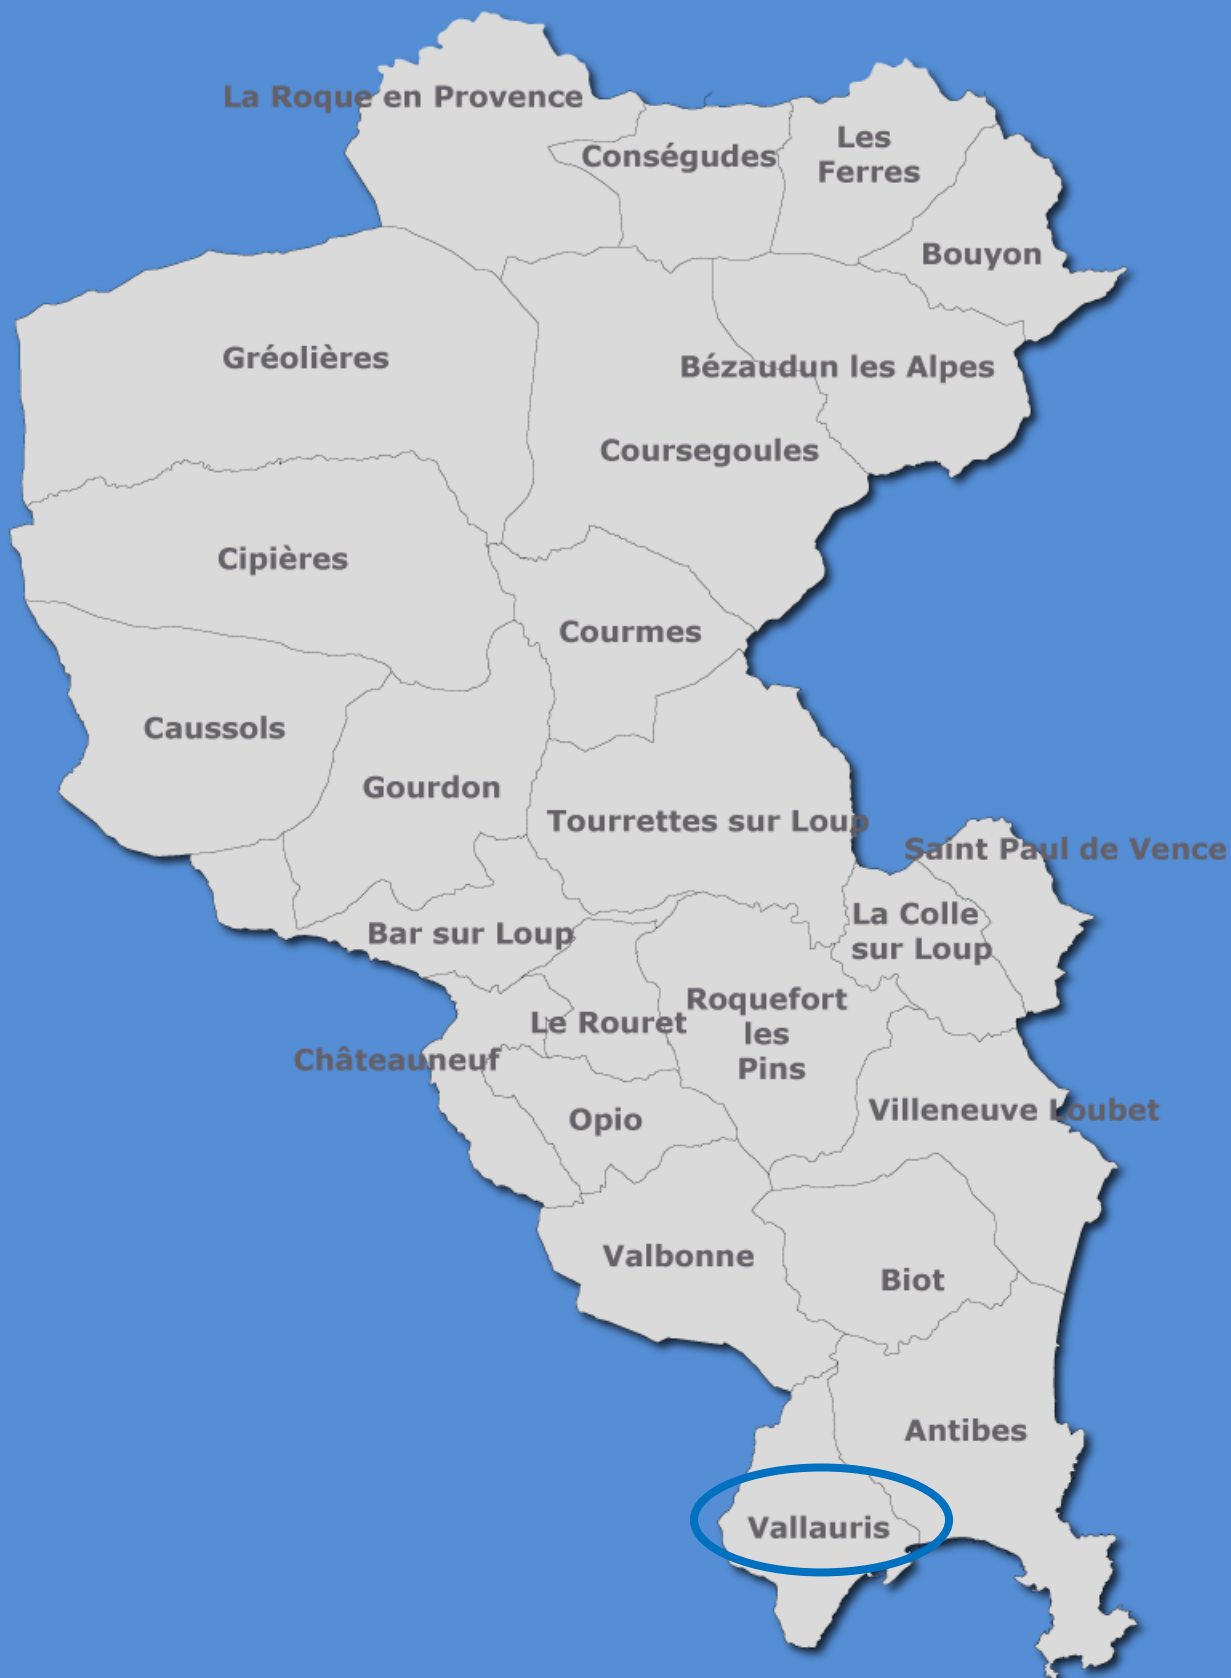 La Roque en Provence
Conségudes
Les
Ferres
Bouyon
Gréolières
Bézaudun les Alpes
Coursegoules
Cipières
Courmes
Caussols
Gourdon
Tourrettes sur Loup
Saint Paul de Vence
La Colle
sur Loup
Bar sur Loup
Roquefort
les
Pins
Le Rouret
Châteauneuf
Opio
Villeneuve Loubet
Valbonne
Biot
Antibes
Vallauris